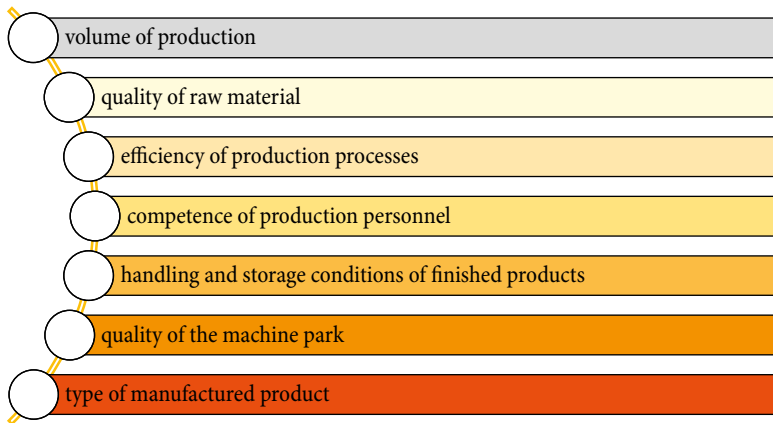 volume of production
quality of raw material
efficiency of production processes
competence of production personnel
handling and storage conditions of finished products
quality of the machine park
type of manufactured product